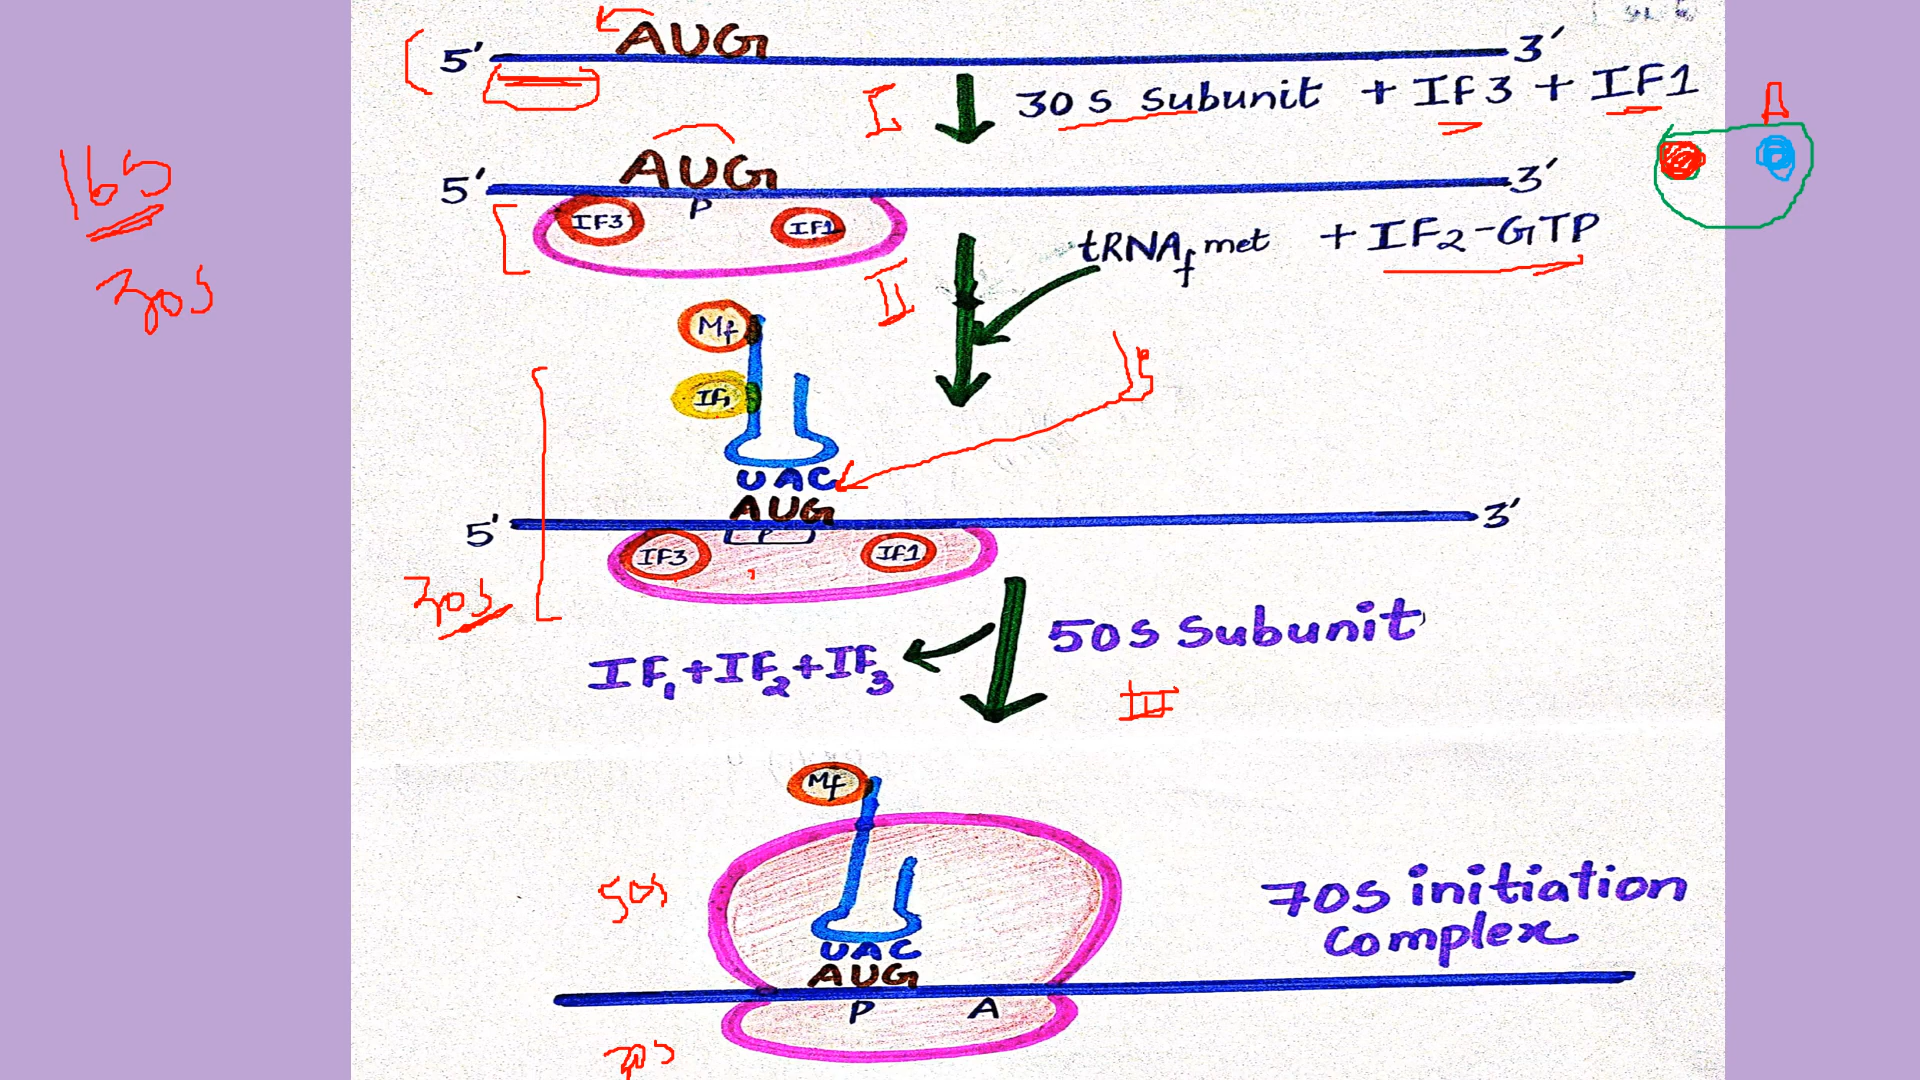 AUG
5' 3'
I 30 S subunit + IF3 + IF1
A
16S
AUG
5' 3'
IF3 P IF1
tRNAf met + IF2-GTP
30S
II
Mf
IF1
UAC
AUG
5' 3'
P
IF3 IF1
30S
50S subunit
IF1+IF2+IF3
III
Mf
50S
70S initiation
complex
UAC
AUG
P A
30S